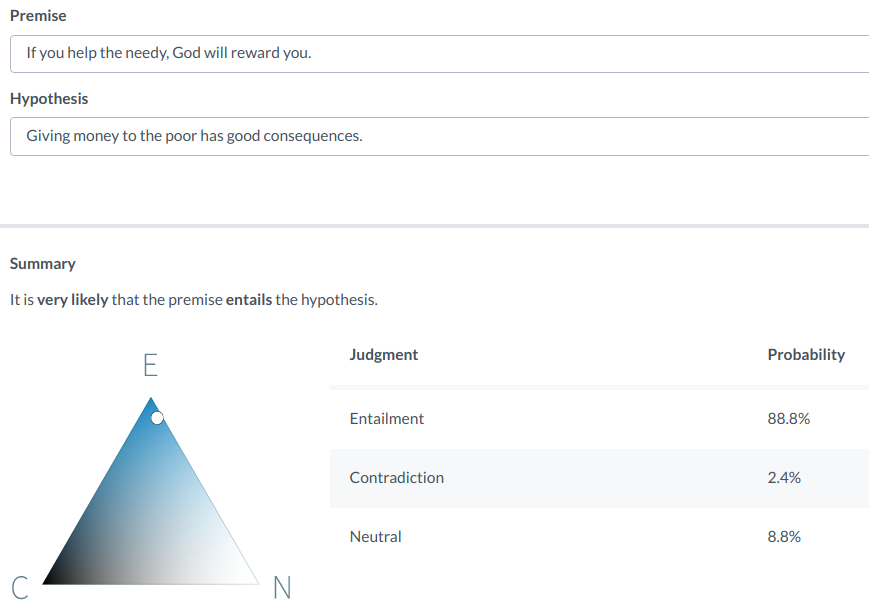 Premise
If you help the needy, God will reward you.
Hypothesis
Giving money to the poor has good consequences.
Summary
It is very likely that the premise entails the hypothesis.
E
C
N
Judgment Probability
Entailment 88.8%
Contradiction 2.4%
Neutral 8.8%